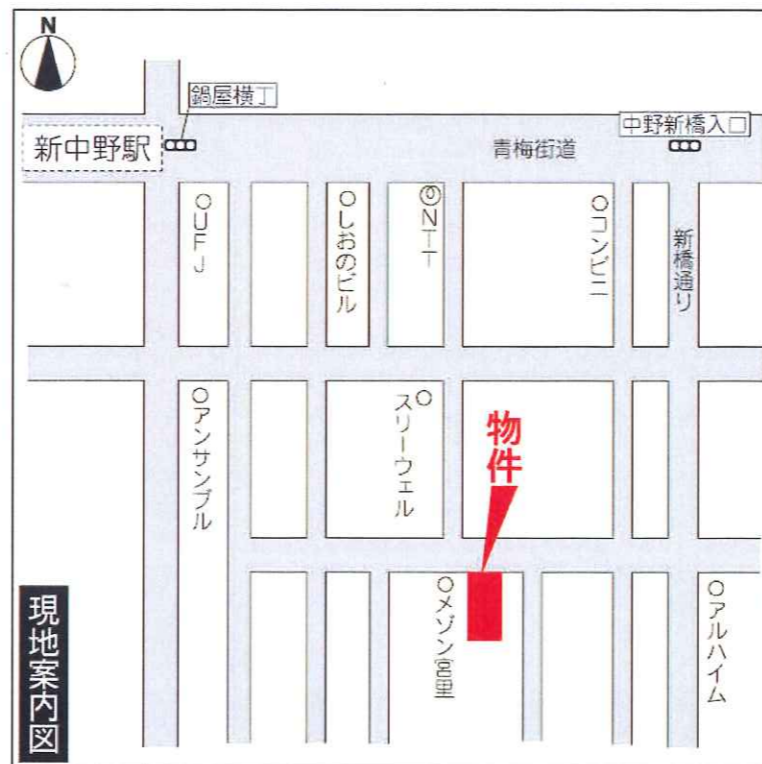 N
鍋屋横丁
新中野駅
青梅街道
中野新橋入口
UFJ
しおのビル
NTT
コンビニ
新橋通り
アンサンブル
スリーウェル
物件
メゾン宮里
アルハイム
現地案内図